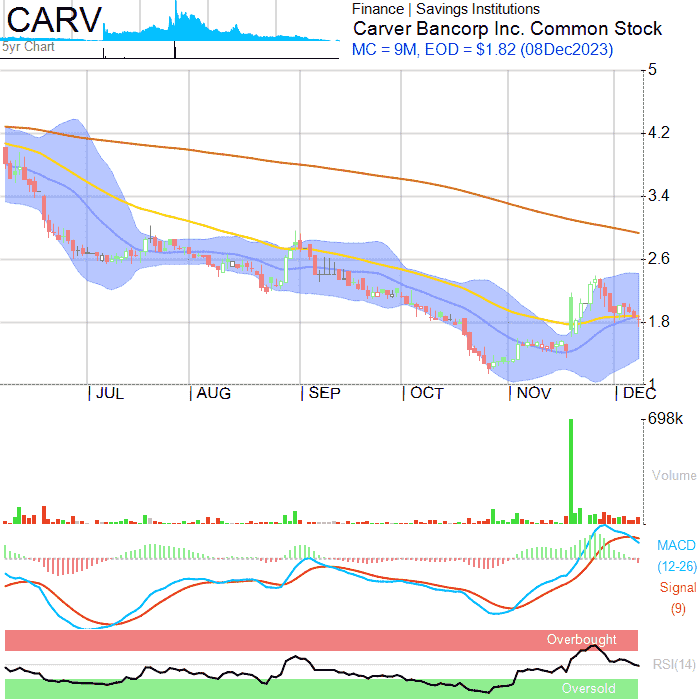 CARV
5yr Chart
Finance | Savings Institutions
Carver Bancorp Inc. Common Stock
MC = 9M, EOD = $1.82 (08Dec2023)
5
4.2
3.4
2.6
1.8
1
JUL AUG SEP OCT NOV DEC
698k
Volume
MACD
(12-26)
Signal
(9)
Overbought
RSI(14)
Oversold